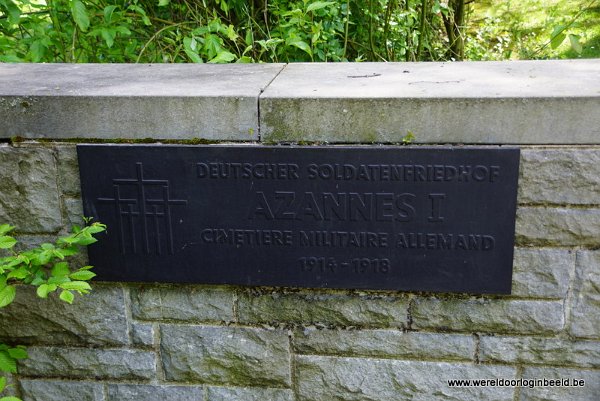 DEUTSCHER SOLDATENFRIEDHOF
AZANNES I
CIMETIERE MILITAIRE ALLEMAND
1914-1918
www.wereldoorloginbeeld.be